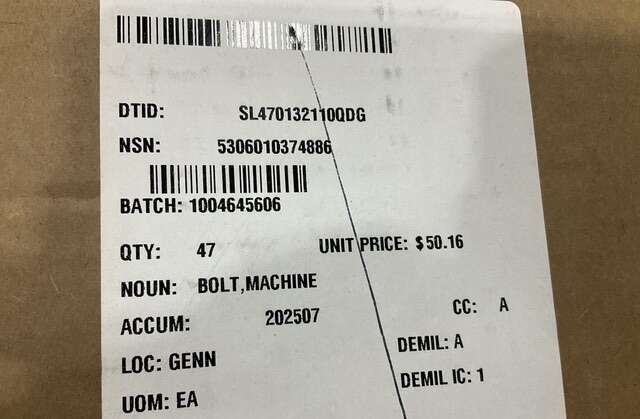 DTID: SL470132110QDG
NSN: 5306010374886
BATCH: 1004645606
QTY: 47 UNIT PRICE: $50.16
NOUN: BOLT,MACHINE
ACCUM: 202507 CC: A
LOC: GENN DEMIL: A
UOM: EA DEMIL IC: 1